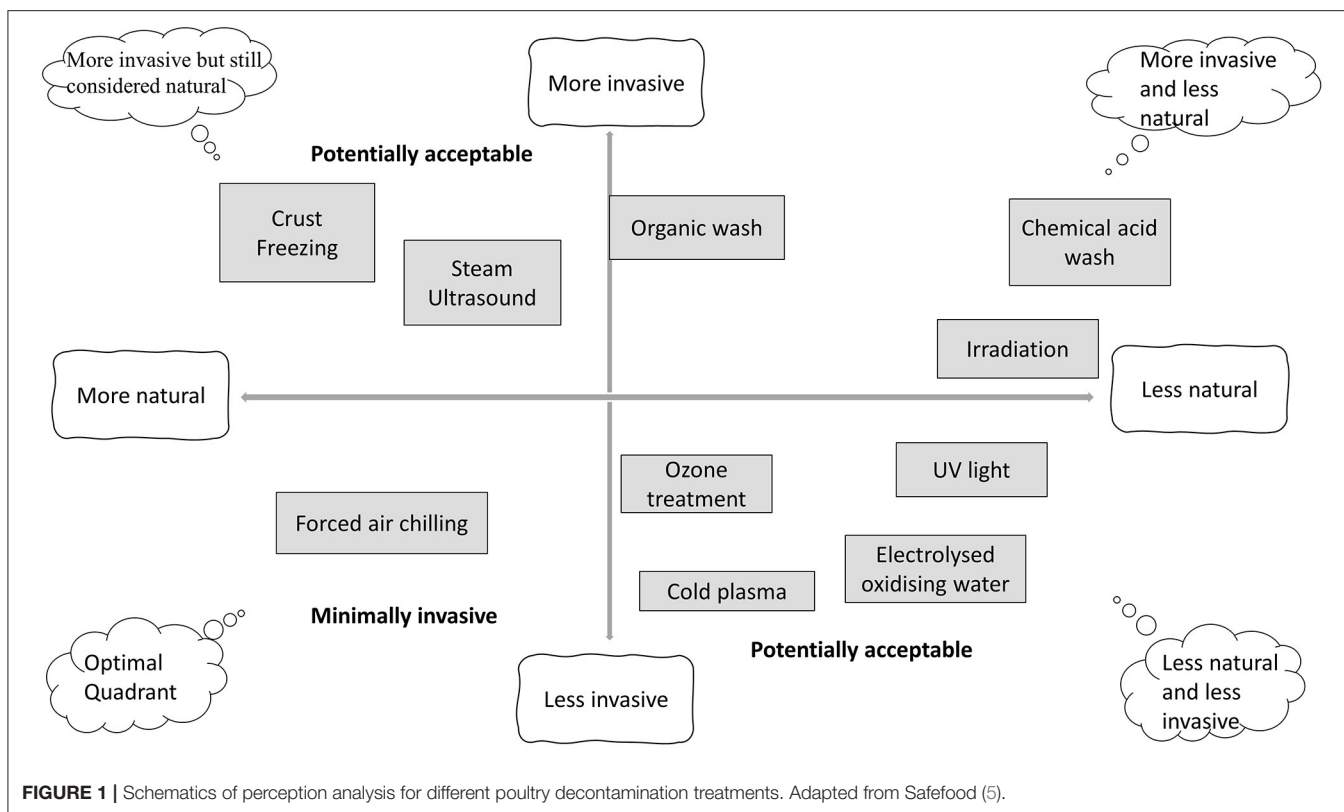 More invasive but still
considered natural
More invasive
More invasive
and less
natural
Potentially acceptable
Crust
Freezing
Steam
Ultrasound
Organic wash
Chemical acid
wash
Irradiation
More natural
Less natural
Ozone
treatment
UV light
Forced air chilling
Electrolysed
oxidising water
Cold plasma
Minimally invasive
Potentially acceptable
Optimal
Quadrant
Less invasive
Less natural
and less
invasive
FIGURE 1 | Schematics of perception analysis for different poultry decontamination treatments. Adapted from Safefood (5).